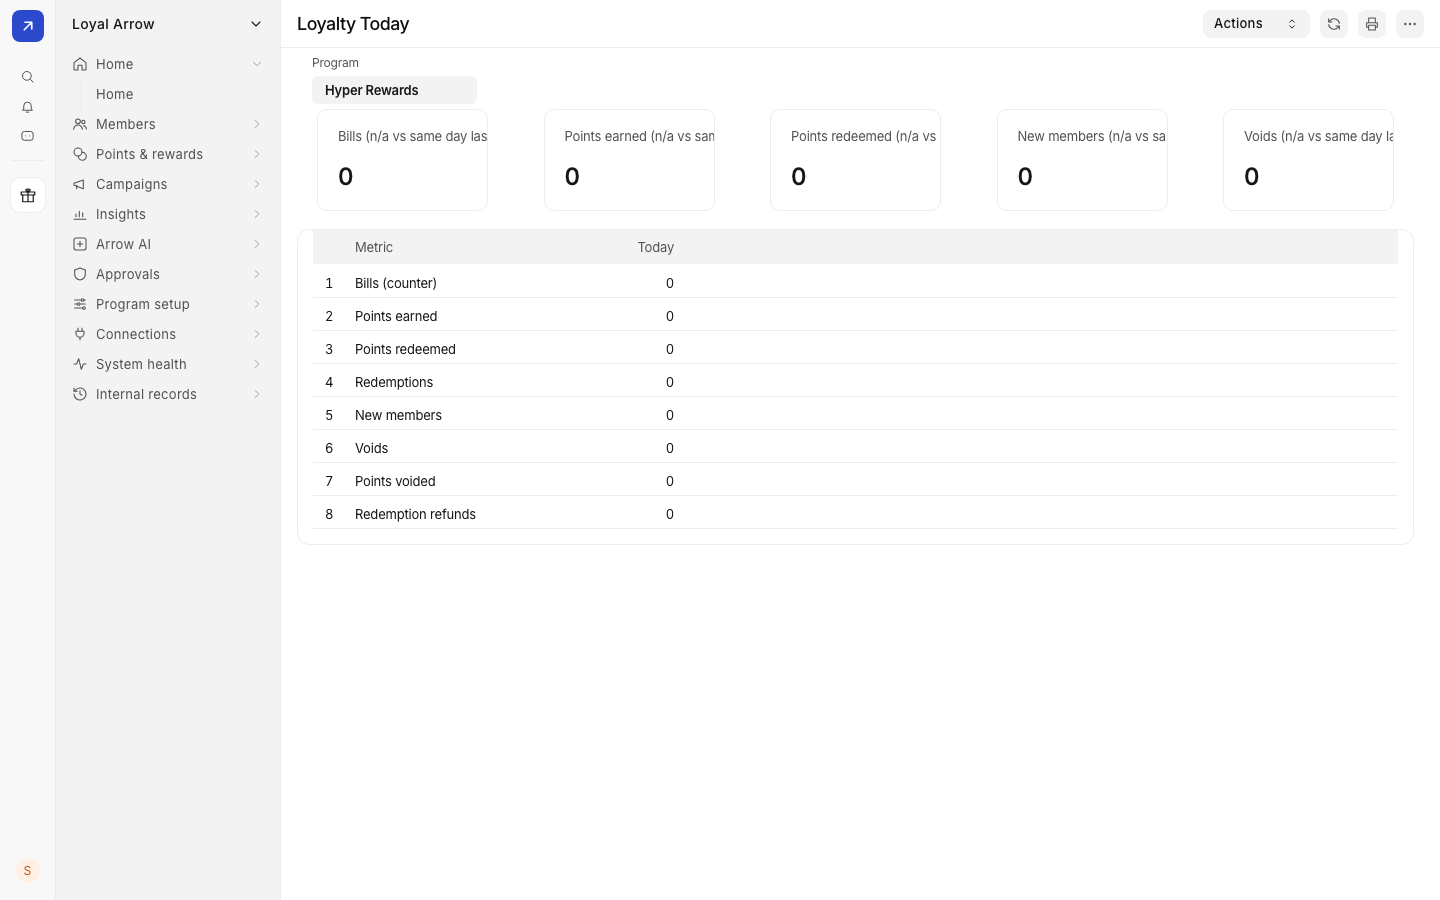 Loyal Arrow
Home
Home
Members
Points & rewards
Campaigns
Insights
Arrow AI
Approvals
Program setup
Connections
System health
Internal records
S
Loyalty Today
Actions
Program
Hyper Rewards
Bills (n/a vs same day las
0
Points earned (n/a vs sam
0
Points redeemed (n/a vs
0
New members (n/a vs sa
0
Voids (n/a vs same day la
0
Metric Today
1 Bills (counter) 0
2 Points earned 0
3 Points redeemed 0
4 Redemptions 0
5 New members 0
6 Voids 0
7 Points voided 0
8 Redemption refunds 0